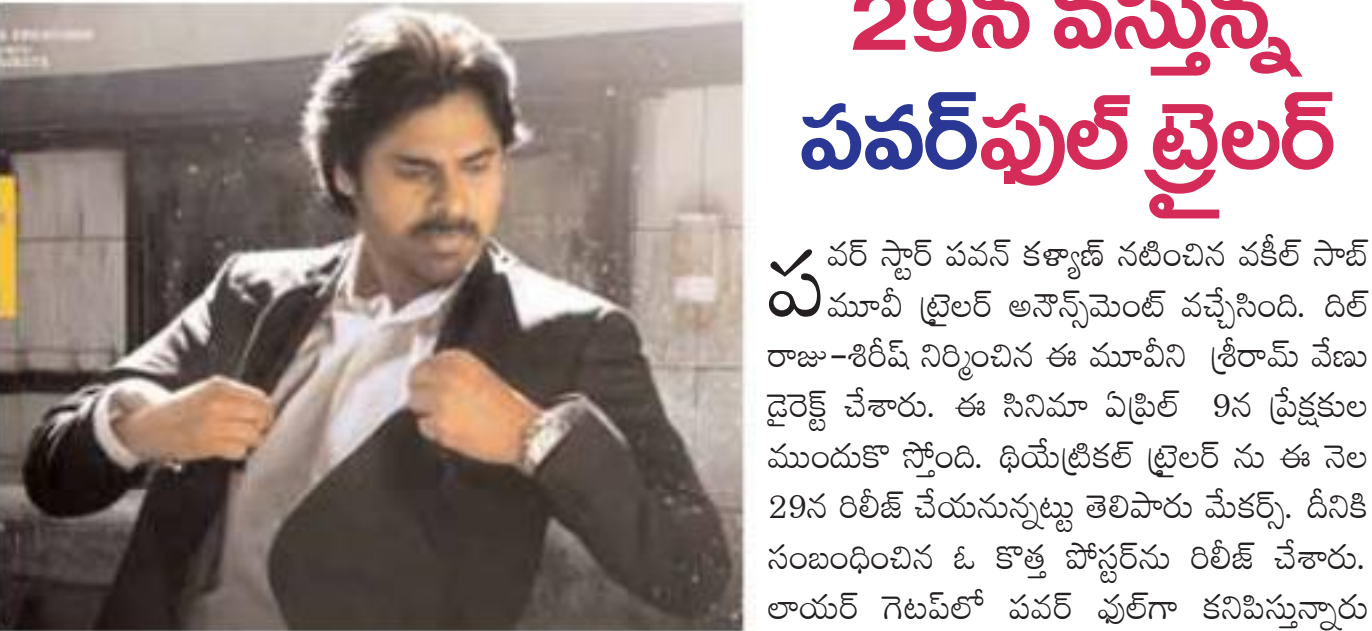 29న వస్తున్న
పవర్‌ఫుల్ ట్రైలర్
పవర్ స్టార్ పవన్ కళ్యాణ్ నటించిన వకీల్ సాబ్
మూవీ ట్రైలర్ అనౌన్స్‌మెంట్ వచ్చేసింది. దిల్
రాజు-శిరీష్ నిర్మించిన ఈ మూవీని శ్రీరామ్ వేణు
డైరెక్ట్ చేశారు. ఈ సినిమా ఏప్రిల్ 9న ప్రేక్షకుల
ముందుకొ స్తోంది. థియేట్రికల్ ట్రైలర్ ను ఈ నెల
29న రిలీజ్ చేయనున్నట్టు తెలిపారు మేకర్స్. దీనికి
సంబంధించిన ఓ కొత్త పోస్టర్‌ను రిలీజ్ చేశారు.
లాయర్ గెటప్‌లో పవర్ ఫుల్‌గా కనిపిస్తున్నారు